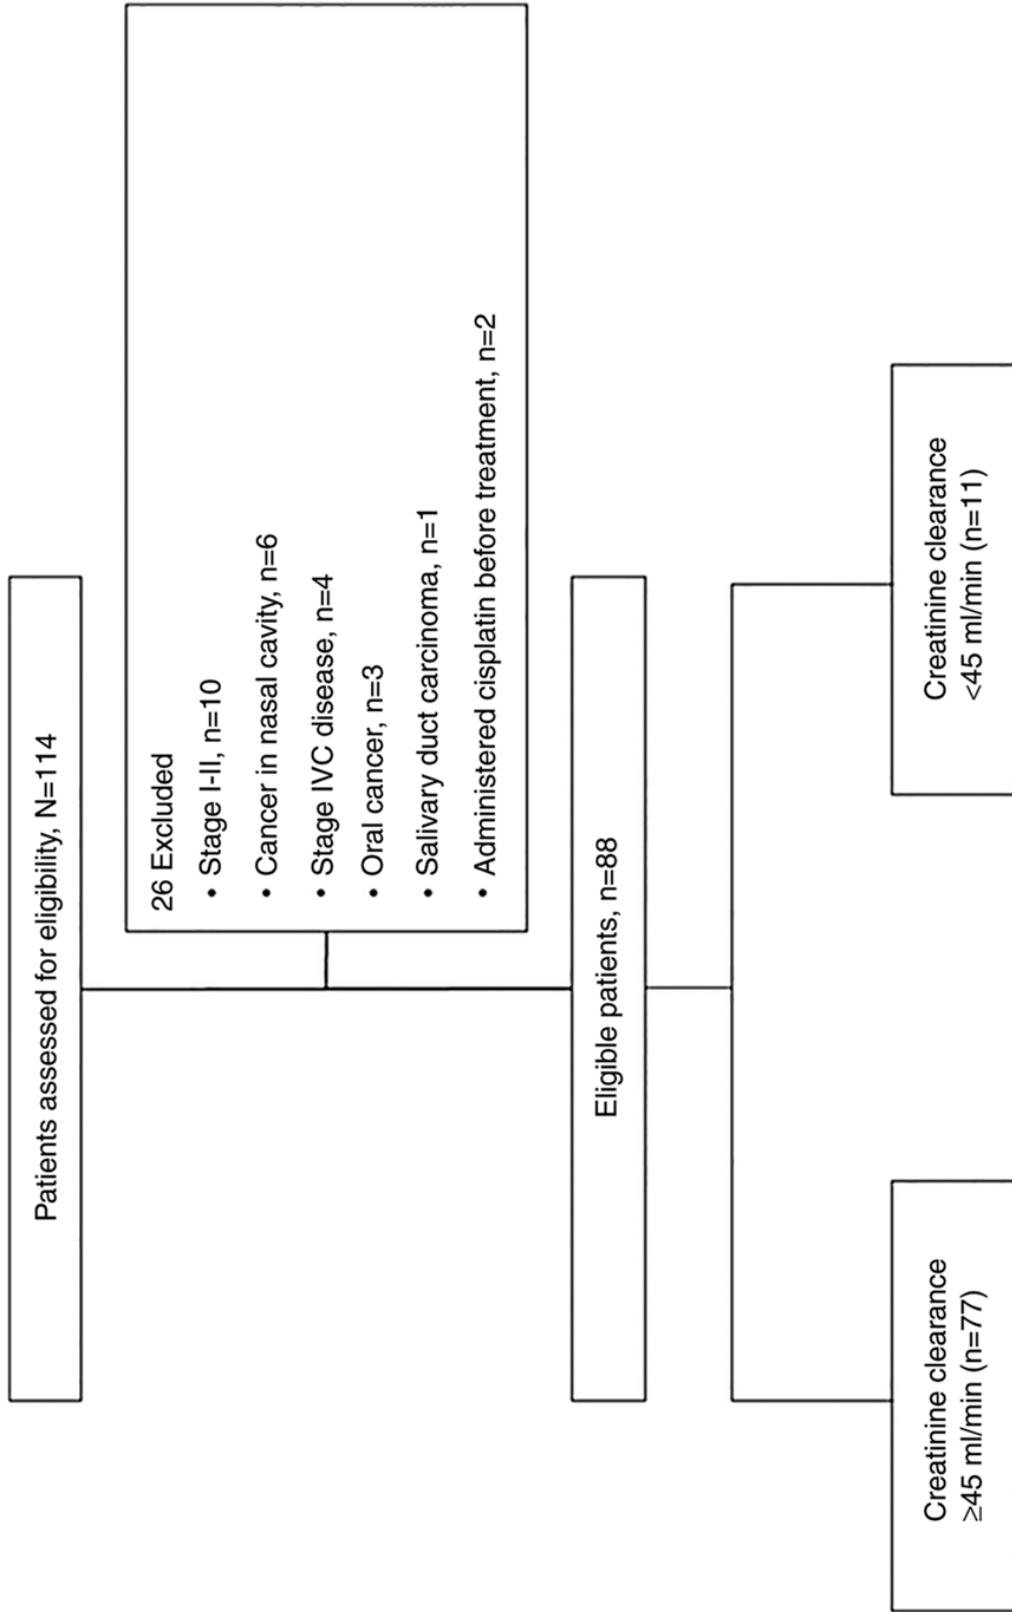 Patients assessed for eligibility, N=114
26 Excluded
• Stage I-II, n=10
• Cancer in nasal cavity, n=6
• Stage IVC disease, n=4
• Oral cancer, n=3
• Salivary duct carcinoma, n=1
• Administered cisplatin before treatment, n=2
Eligible patients, n=88
Creatinine clearance
≥45 ml/min (n=77)
Creatinine clearance
<45 ml/min (n=11)